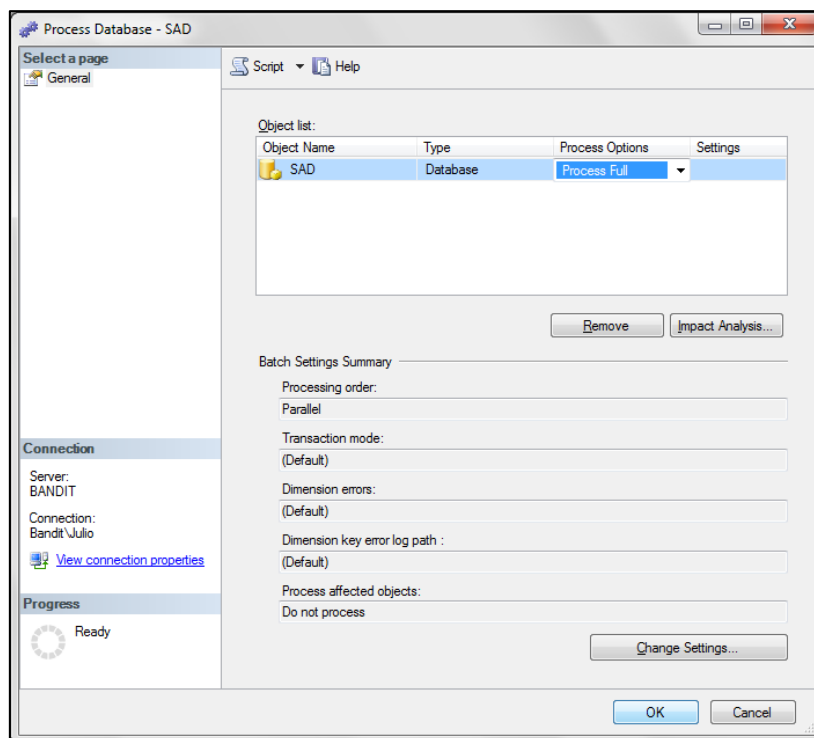 Process Database - SAD
Select a page
General
Script Help
Object list:
Object Name Type Process Options Settings
SAD Database Process Full
Remove Impact Analysis...
Batch Settings Summary
Processing order:
Parallel
Transaction mode:
(Default)
Dimension errors:
(Default)
Dimension key error log path :
(Default)
Process affected objects:
Do not process
Change Settings...
Connection
Server:
BANDIT
Connection:
Bandit\Julio
View connection properties
Progress
Ready
OK Cancel